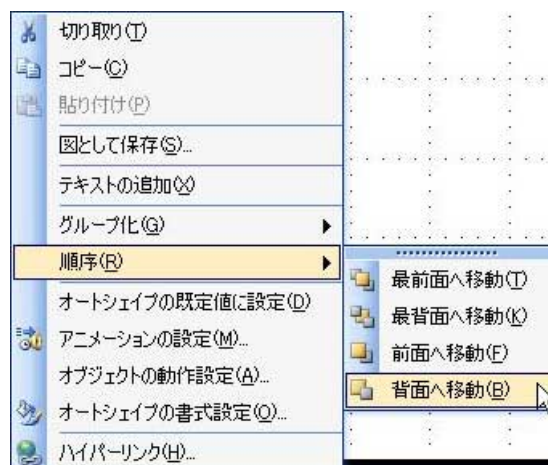 切り取り(T)
コピー(C)
貼り付け(P)
図として保存(S)...
テキストの追加(X)
グループ化(G)
順序(R)
オートシェイプの既定値に設定(D)
アニメーションの設定(M)...
オブジェクトの動作設定(A)...
オートシェイプの書式設定(O)...
ハイパーリンク(H)...
最前面へ移動(T)
最背面へ移動(K)
前面へ移動(F)
背面へ移動(B)